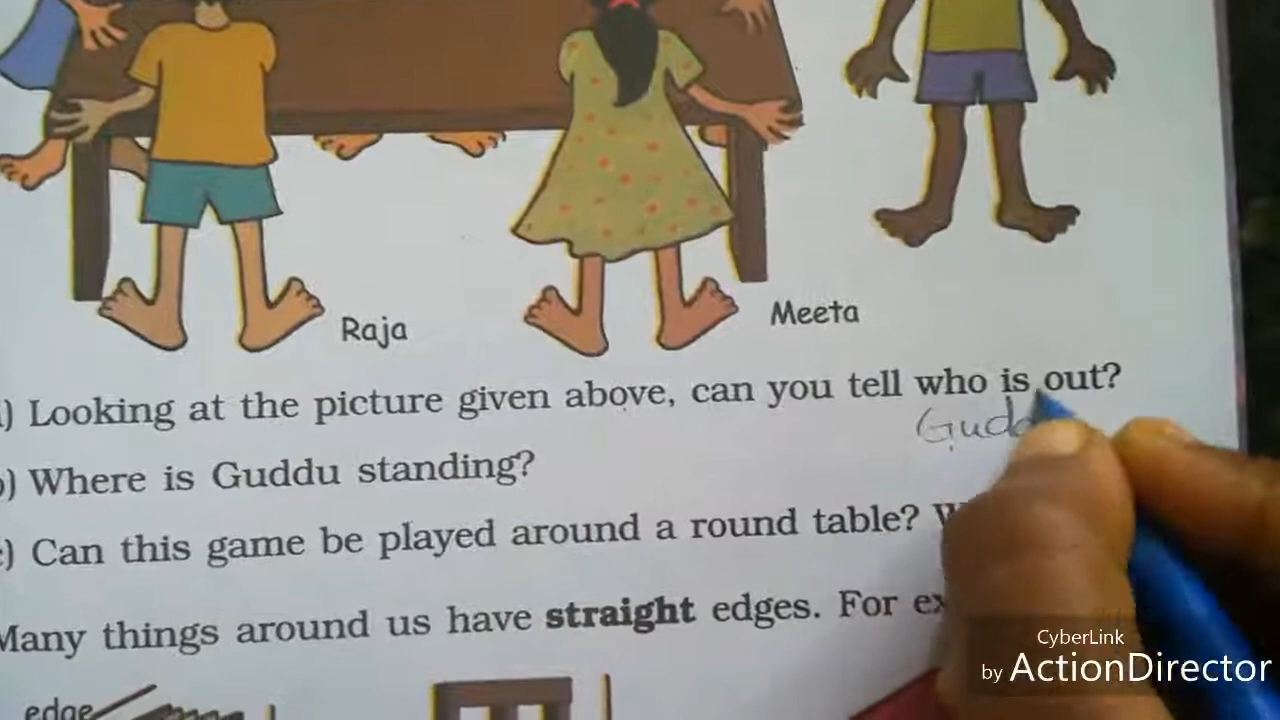 Raja
Meeta
) Looking at the picture given above, can you tell who is out?
Gudd
) Where is Guddu standing?
) Can this game be played around a round table? W
Many things around us have straight edges. For ex
edge
CyberLink
by ActionDirector